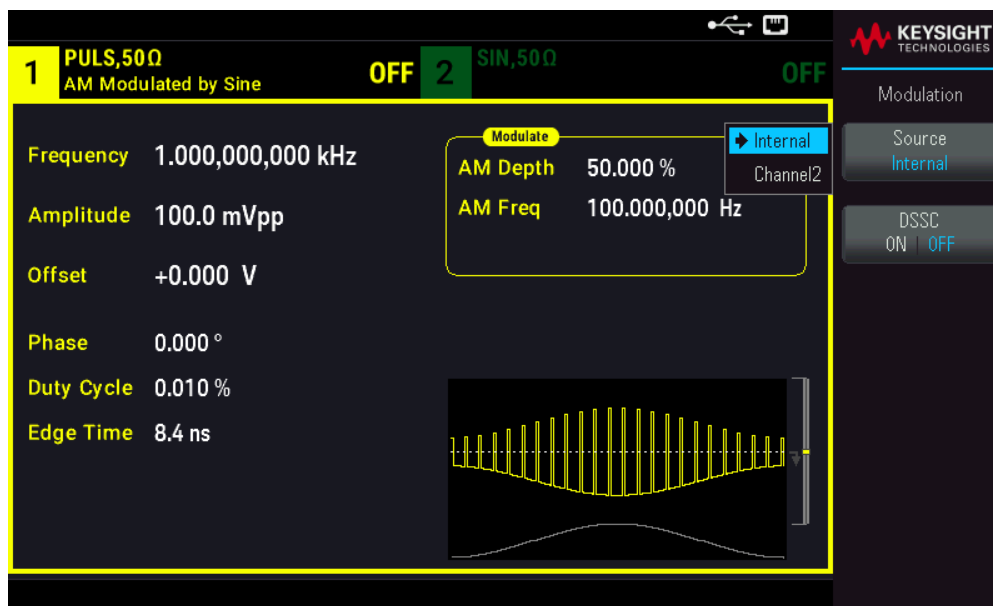 KEYSIGHT
TECHNOLOGIES
1 PULS,50Ω OFF 2 SIN,50Ω OFF
AM Modulated by Sine
Modulation
Frequency 1.000,000,000 kHz
Amplitude 100.0 mVpp
Offset +0.000 V
Phase 0.000 °
Duty Cycle 0.010 %
Edge Time 8.4 ns
Modulate
AM Depth 50.000 %
AM Freq 100.000,000 Hz
Internal
Channel2
Source
Internal
DSSC
ON OFF